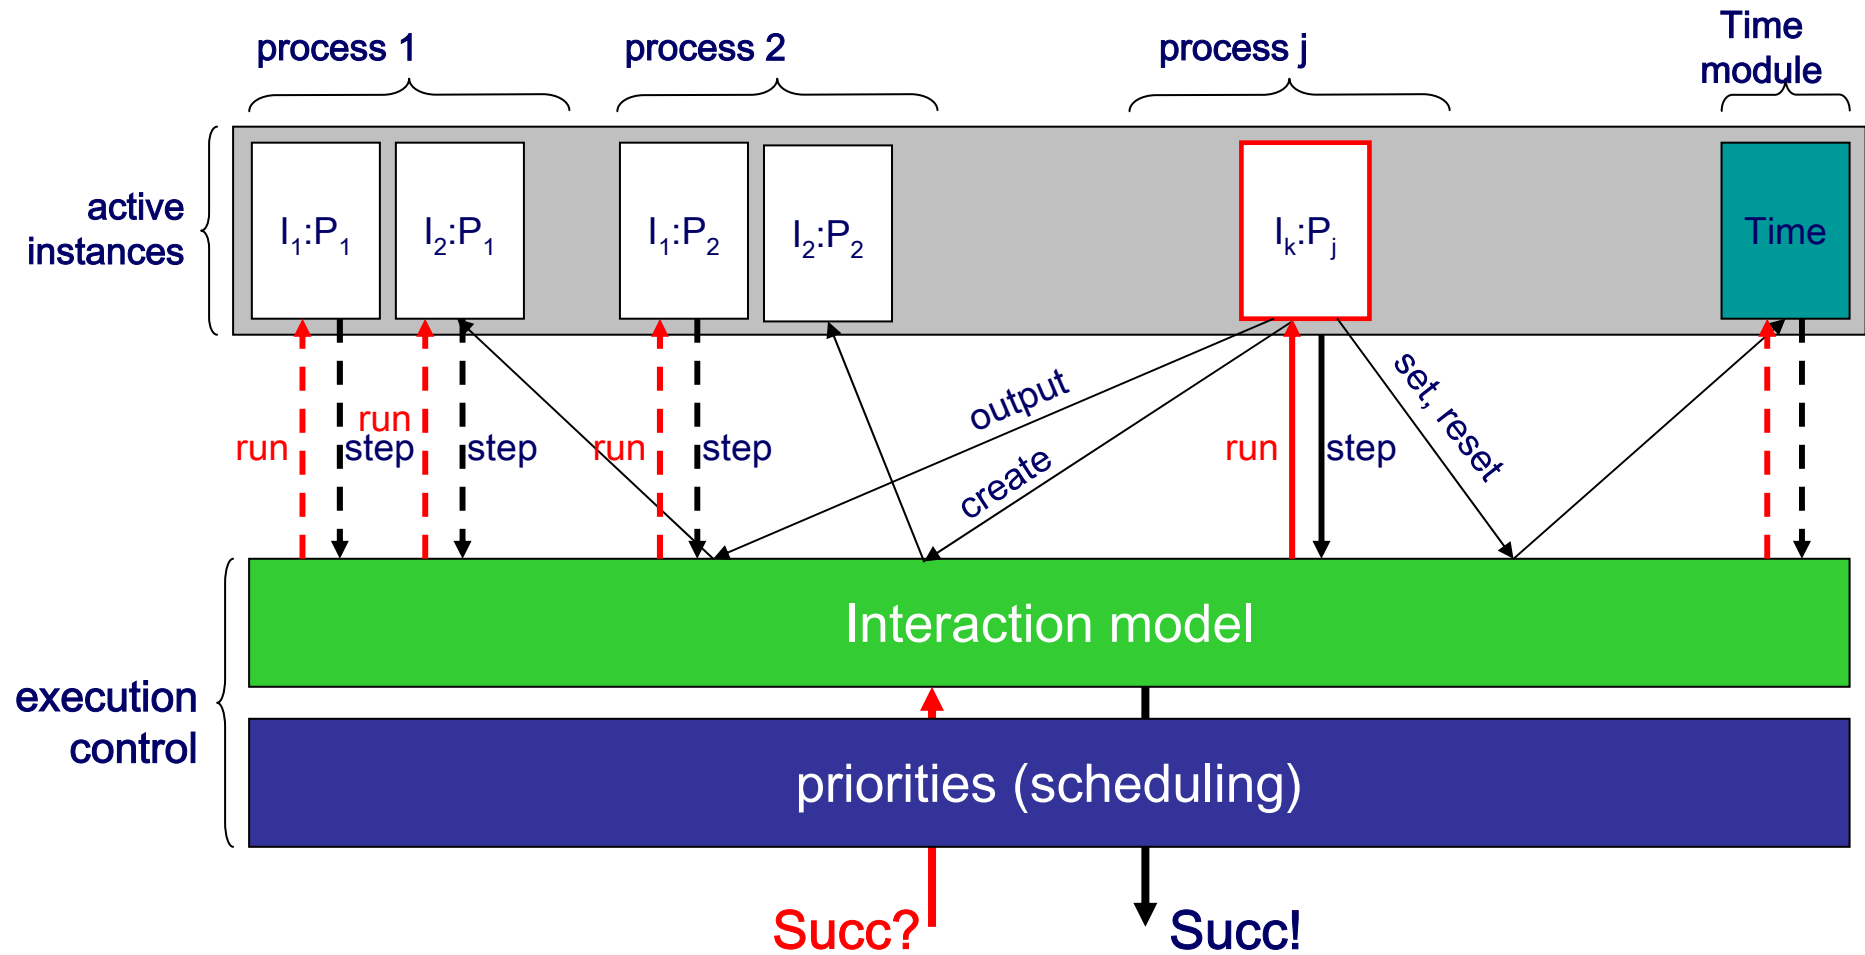 process 1
process 2
process j
Time
module
active
instances
I1:P1
I2:P1
I1:P2
I2:P2
Ik:Pj
Time
run
step
run
step
run
step
output
create
run
step
set, reset
Interaction model
execution
control
priorities (scheduling)
Succ?
Succ!